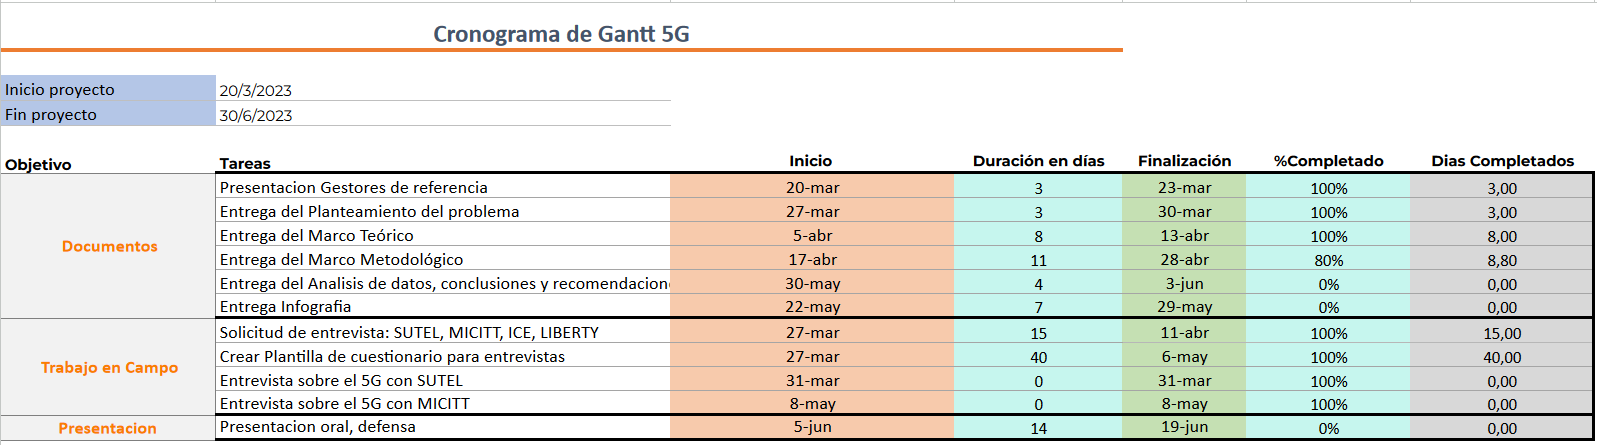 Cronograma de Gantt 5G
Inicio proyecto 20/3/2023
Fin proyecto 30/6/2023
Objetivo Tareas Inicio Duración en días Finalización %Completado Dias Completados
Documentos
Presentacion Gestores de referencia 20-mar 3 23-mar 100% 3,00
Entrega del Planteamiento del problema 27-mar 3 30-mar 100% 3,00
Entrega del Marco Teórico 5-abr 8 13-abr 100% 8,00
Entrega del Marco Metodológico 17-abr 11 28-abr 80% 8,80
Entrega del Analisis de datos, conclusiones y recomendacion 30-may 4 3-jun 0% 0,00
Entrega Infografia 22-may 7 29-may 0% 0,00
Trabajo en Campo
Solicitud de entrevista: SUTEL, MICITT, ICE, LIBERTY 27-mar 15 11-abr 100% 15,00
Crear Plantilla de cuestionario para entrevistas 27-mar 40 6-may 100% 40,00
Entrevista sobre el 5G con SUTEL 31-mar 0 31-mar 100% 0,00
Entrevista sobre el 5G con MICITT 8-may 0 8-may 100% 0,00
Presentacion Presentacion oral, defensa 5-jun 14 19-jun 0% 0,00